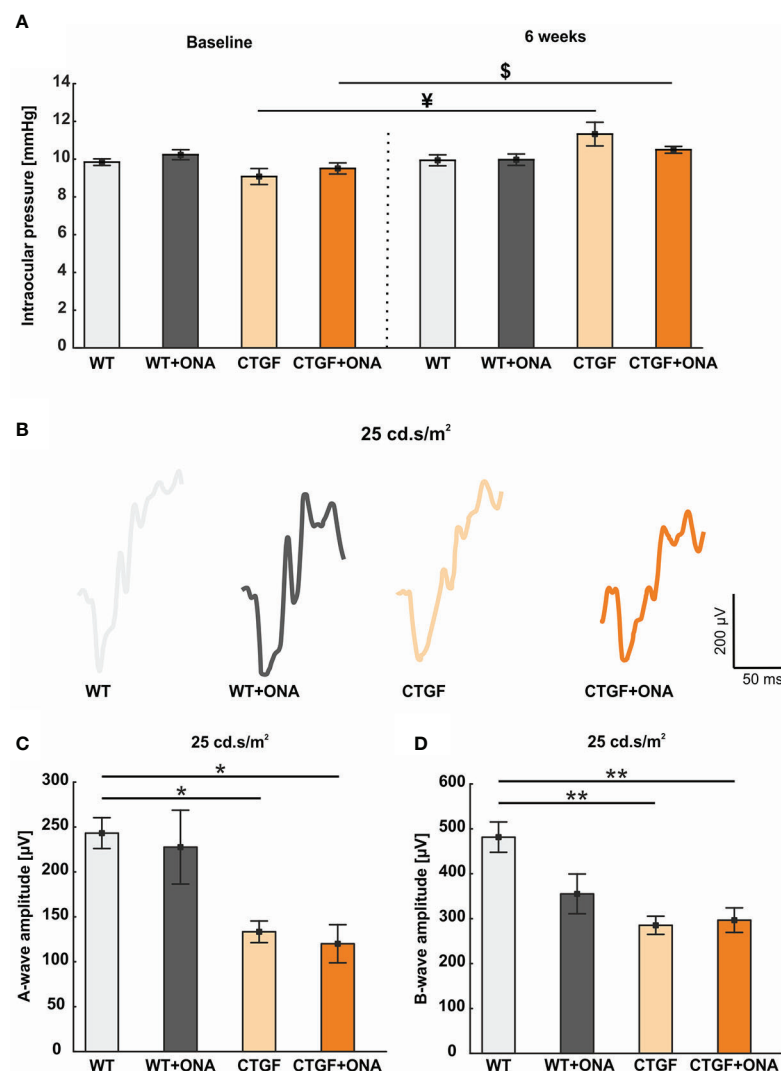 A
Baseline
6 weeks
$
¥
Intraocular pressure [mmHg]
14
12
10
8
6
4
2
0
WT WT+ONA CTGF CTGF+ONA WT WT+ONA CTGF CTGF+ONA
B
25 cd.s/m²
WT WT+ONA CTGF CTGF+ONA
200 µV
50 ms
C
25 cd.s/m²
*
*
A-wave amplitude [µV]
300
250
200
150
100
50
0
WT WT+ONA CTGF CTGF+ONA
D
25 cd.s/m²
**
**
B-wave amplitude [µV]
600
500
400
300
200
100
0
WT WT+ONA CTGF CTGF+ONA